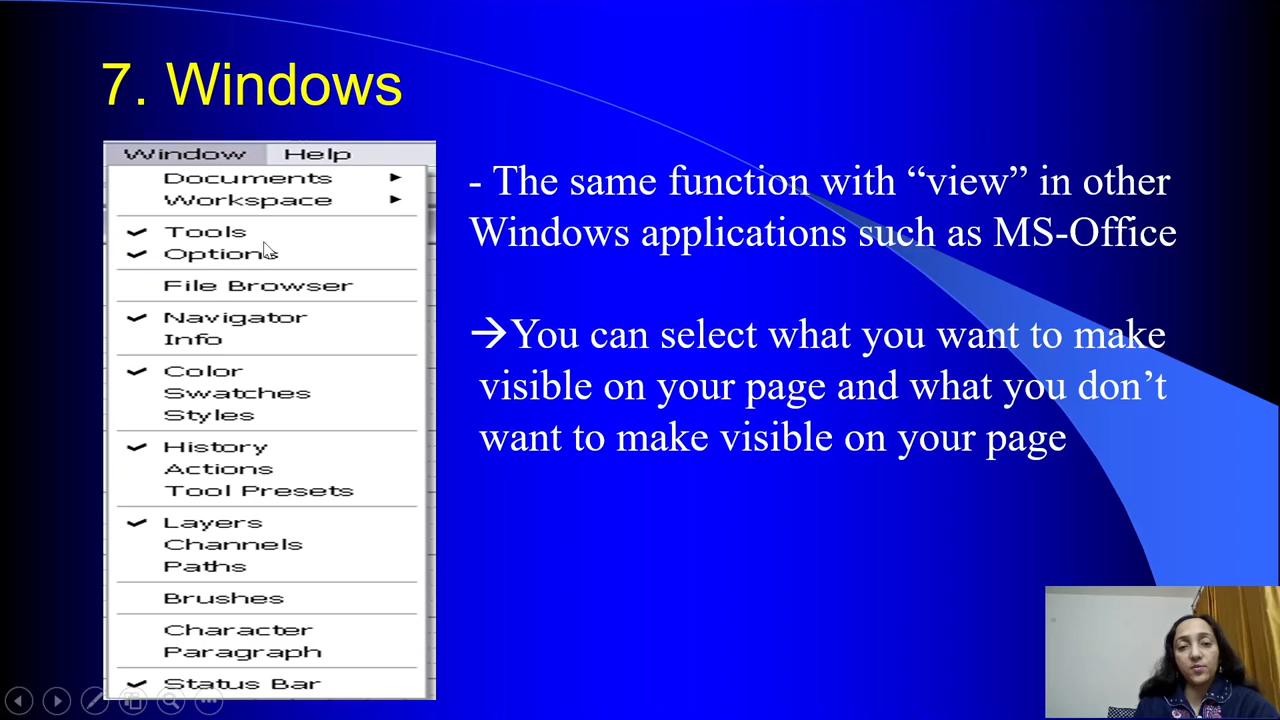 7. Windows
Window Help
Documents
Workspace
Tools
Options
File Browser
Navigator
Info
Color
Swatches
Styles
History
Actions
Tool Presets
Layers
Channels
Paths
Brushes
Character
Paragraph
Status Bar
- The same function with “view” in other
Windows applications such as MS-Office
→You can select what you want to make
visible on your page and what you don’t
want to make visible on your page